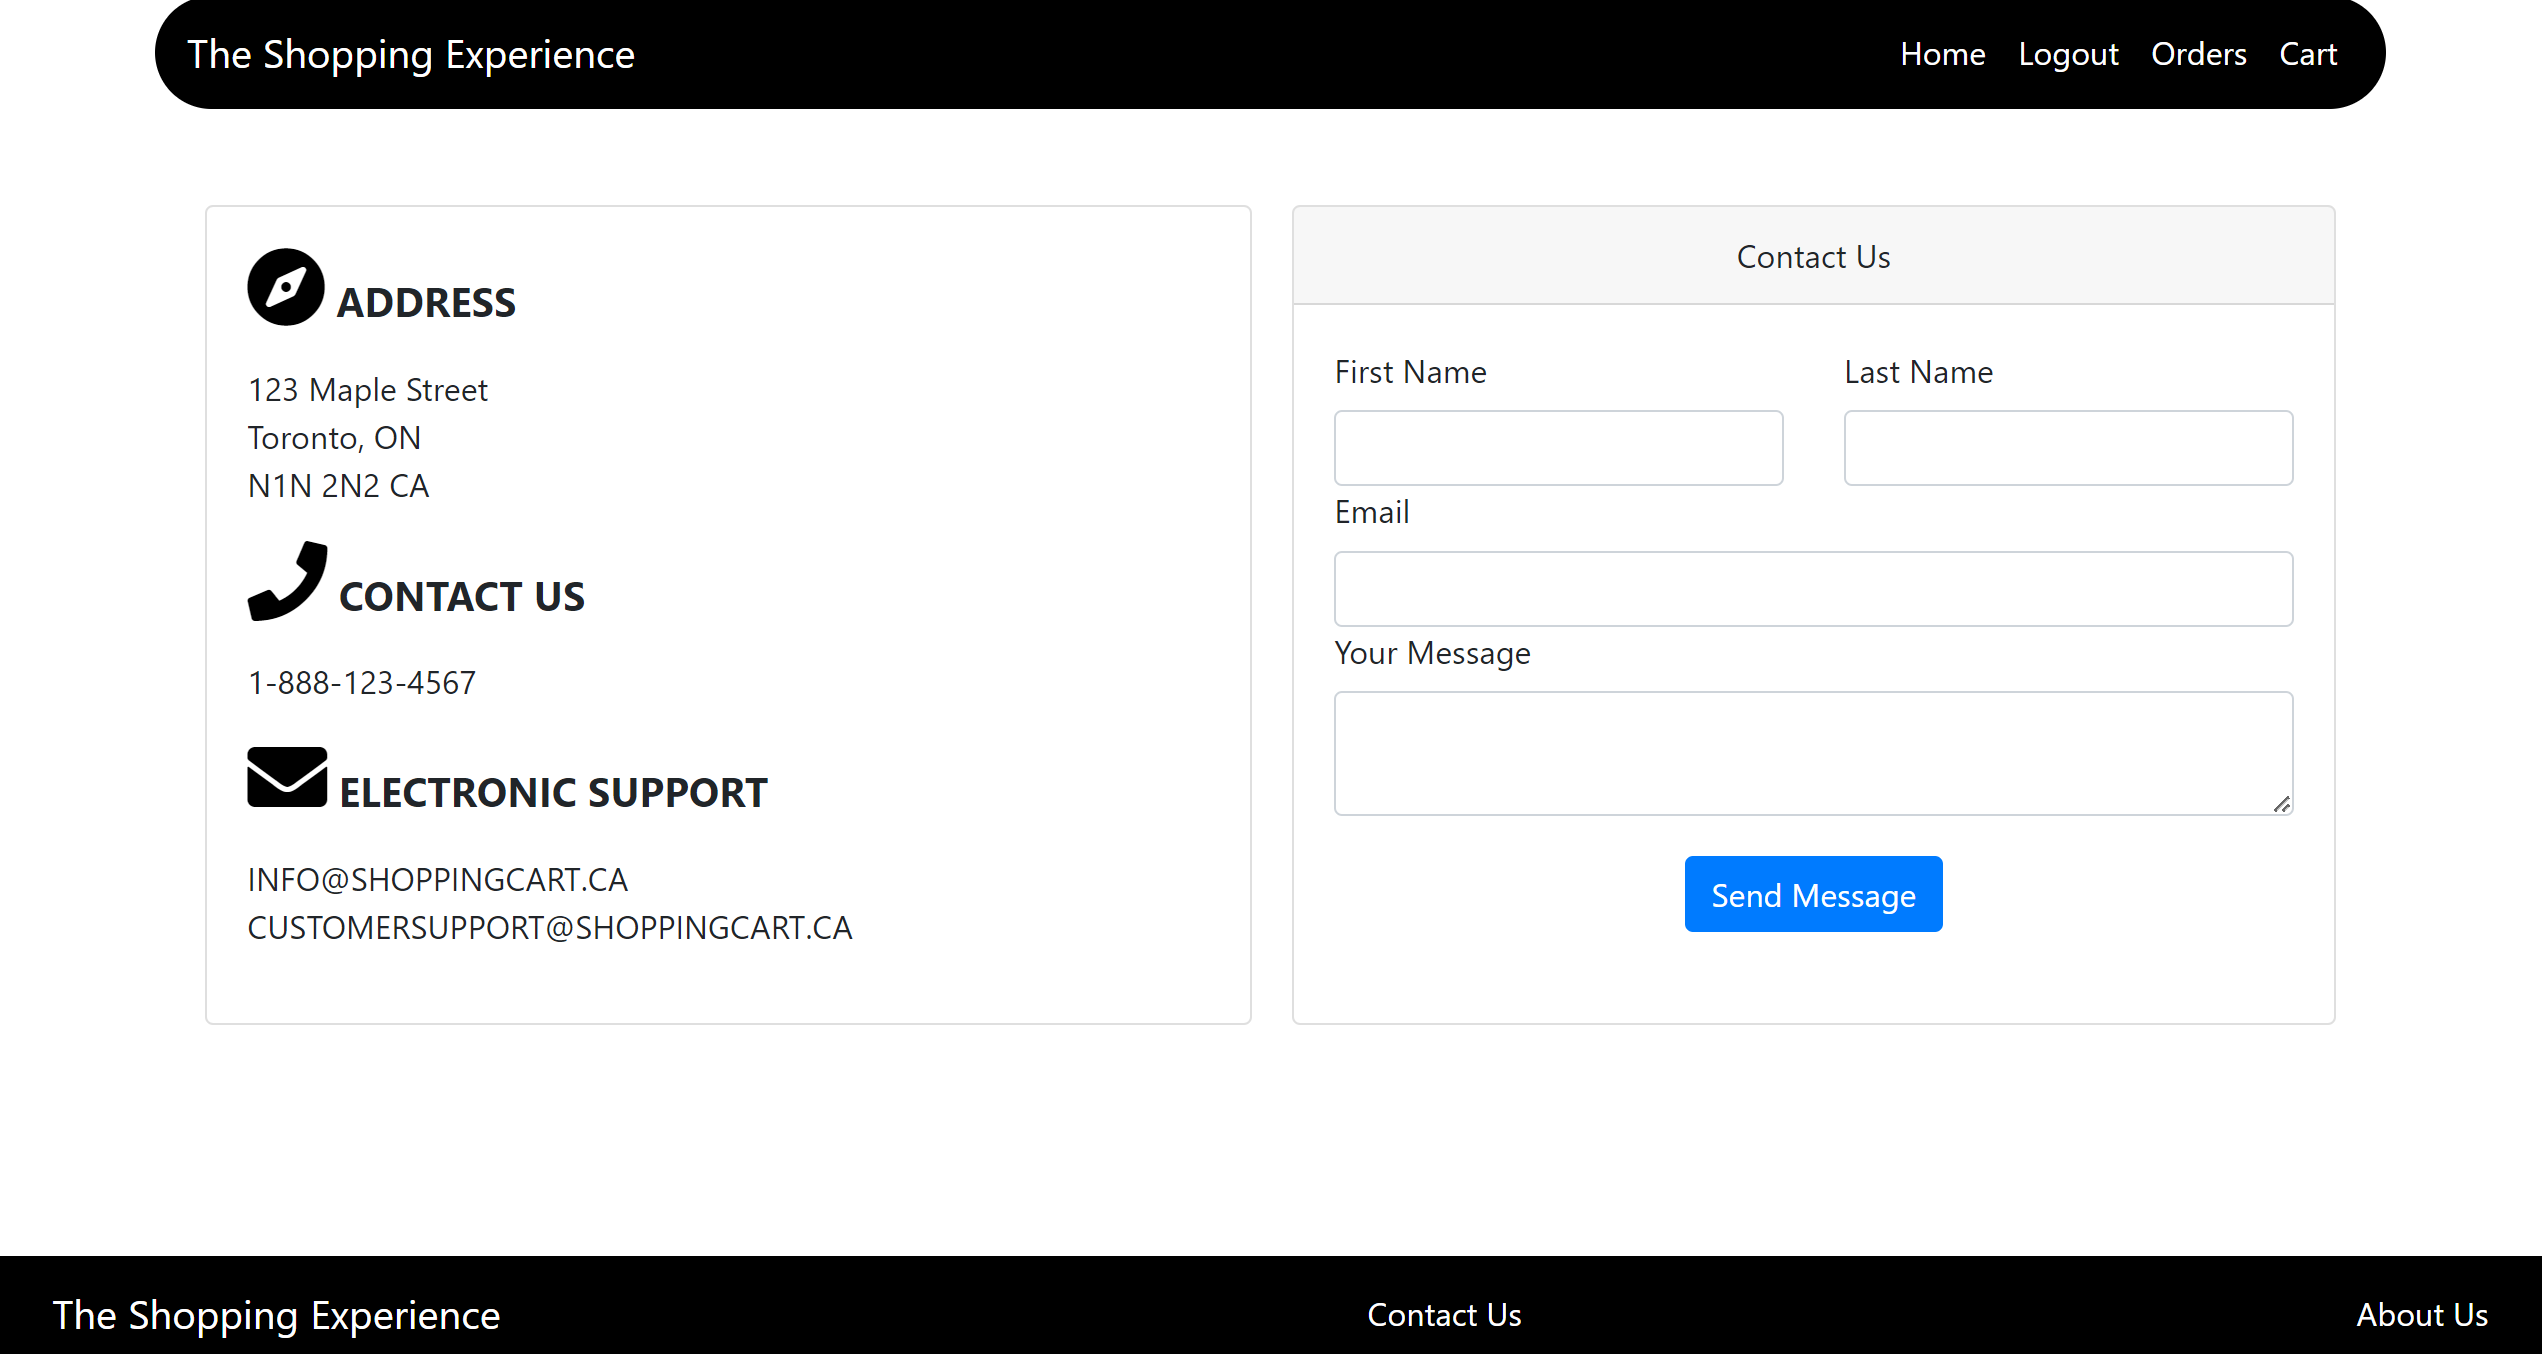 The Shopping Experience
Home Logout Orders Cart
ADDRESS
123 Maple Street
Toronto, ON
N1N 2N2 CA
CONTACT US
1-888-123-4567
ELECTRONIC SUPPORT
INFO@SHOPPINGCART.CA
CUSTOMERSUPPORT@SHOPPINGCART.CA
Contact Us
First Name Last Name
Email
Your Message
Send Message
The Shopping Experience Contact Us About Us